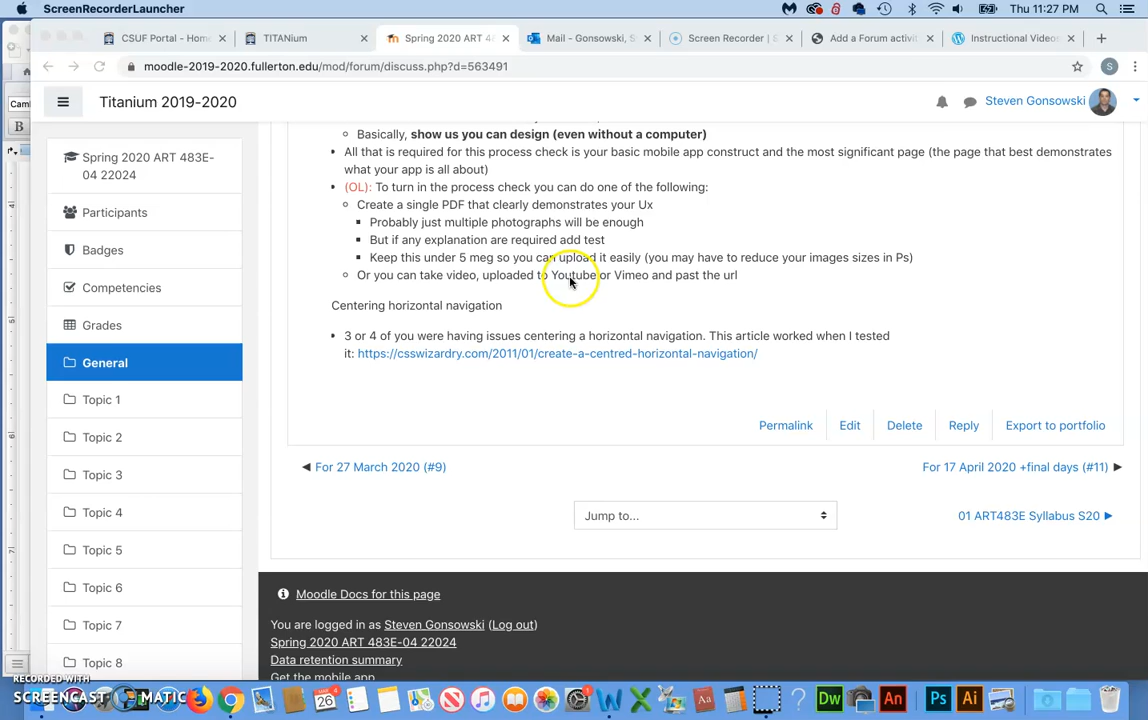 ScreenRecorderLauncher
Thu 11:27 PM
CSUF Portal - Hom
TITANium
Spring 2020 ART 4
Mail - Gonsowski, S
Screen Recorder | S
Add a Forum activi
Instructional Video
moodle-2019-2020.fullerton.edu/mod/forum/discuss.php?d=563491
S
Cam
B
Titanium 2019-2020
Steven Gonsowski
Spring 2020 ART 483E-
04 22024
Participants
Badges
Competencies
Grades
General
Topic 1
Topic 2
Topic 3
Topic 4
Topic 5
Topic 6
Topic 7
Topic 8
Basically, show us you can design (even without a computer)
All that is required for this process check is your basic mobile app construct and the most significant page (the page that best demonstrates
what your app is all about)
(OL): To turn in the process check you can do one of the following:
Create a single PDF that clearly demonstrates your Ux
Probably just multiple photographs will be enough
But if any explanation are required add test
Keep this under 5 meg so you can upload it easily (you may have to reduce your images sizes in Ps)
Or you can take video, uploaded to Youtube or Vimeo and past the url
Centering horizontal navigation
3 or 4 of you were having issues centering a horizontal navigation. This article worked when I tested
it: https://csswizardry.com/2011/01/create-a-centred-horizontal-navigation/
Permalink
Edit
Delete
Reply
Export to portfolio
◀ For 27 March 2020 (#9)
For 17 April 2020 +final days (#11) ▶
Jump to...
01 ART483E Syllabus S20 ▶
Moodle Docs for this page
You are logged in as Steven Gonsowski (Log out)
Spring 2020 ART 483E-04 22024
Data retention summary
Get the mobile app
RECORDED WITH
SCREENCAST MATIC
MAR
26
Aa
Dw
An
Ps
Ai